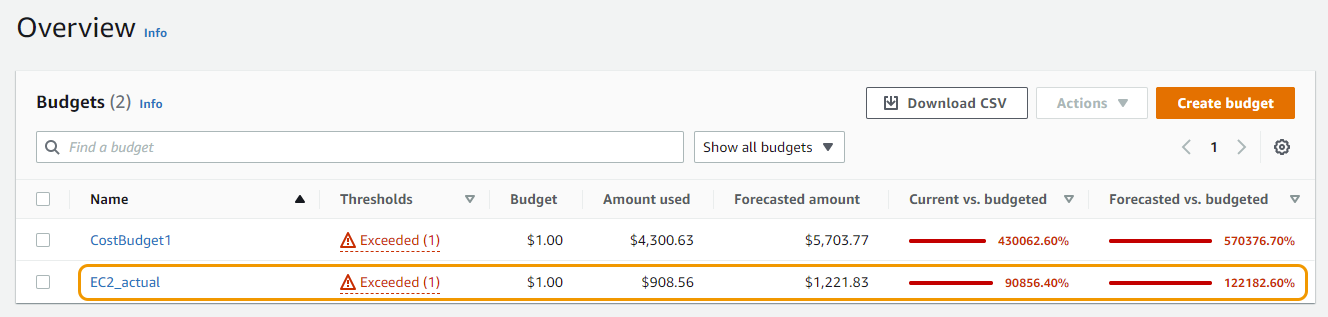 Overview Info
Budgets (2) Info
Download CSV
Actions
Create budget
Find a budget
Show all budgets
1
Name Thresholds Budget Amount used Forecasted amount Current vs. budgeted Forecasted vs. budgeted
CostBudget1 Exceeded (1) $1.00 $4,300.63 $5,703.77 430062.60% 570376.70%
EC2_actual Exceeded (1) $1.00 $908.56 $1,221.83 90856.40% 122182.60%